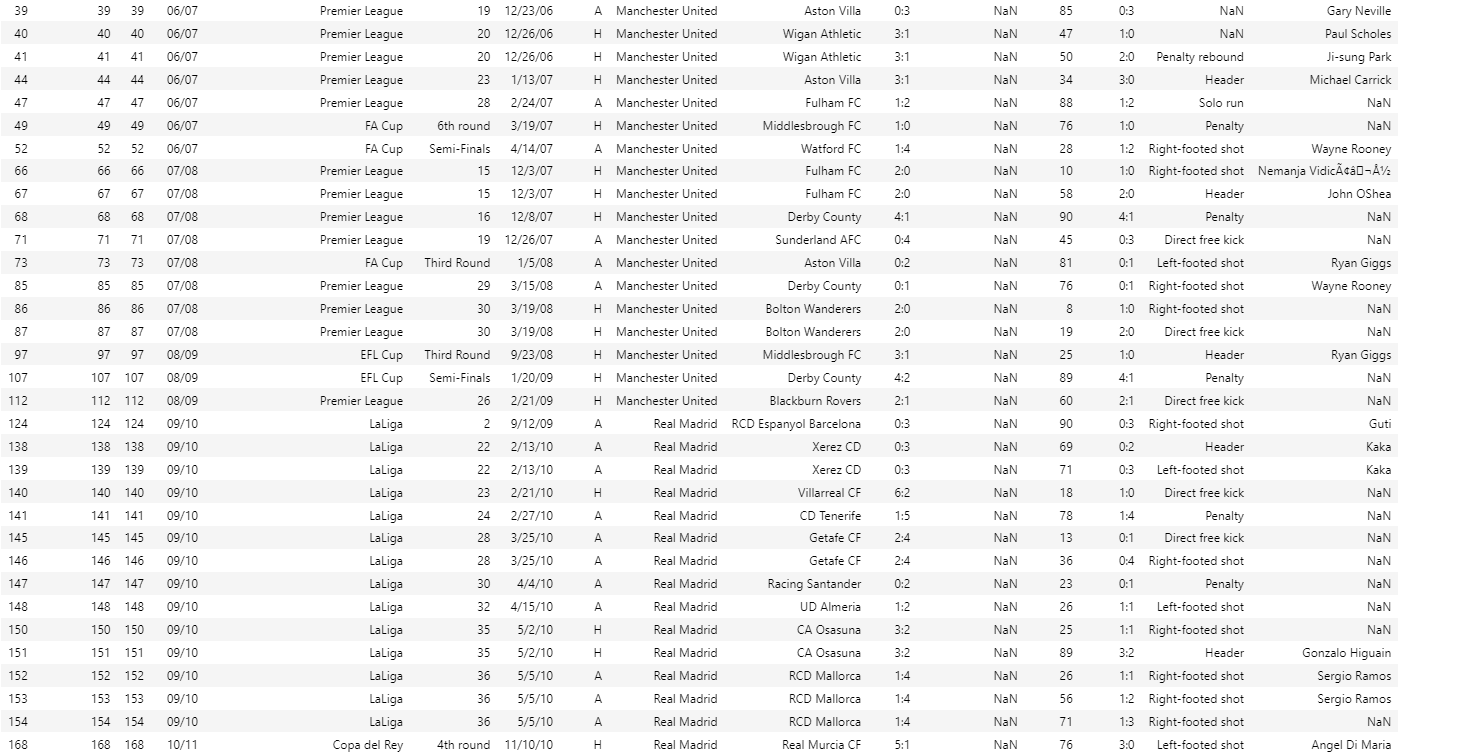 39 39 39 06/07 Premier League 19 12/23/06 A Manchester United Aston Villa 0:3 NaN 85 0:3 NaN Gary Neville
40 40 40 06/07 Premier League 20 12/26/06 H Manchester United Wigan Athletic 3:1 NaN 47 1:0 NaN Paul Scholes
41 41 41 06/07 Premier League 20 12/26/06 H Manchester United Wigan Athletic 3:1 NaN 50 2:0 Penalty rebound Ji-sung Park
44 44 44 06/07 Premier League 23 1/13/07 H Manchester United Aston Villa 3:1 NaN 34 3:0 Header Michael Carrick
47 47 47 06/07 Premier League 28 2/24/07 A Manchester United Fulham FC 1:2 NaN 88 1:2 Solo run NaN
49 49 49 06/07 FA Cup 6th round 3/19/07 H Manchester United Middlesbrough FC 1:0 NaN 76 1:0 Penalty NaN
52 52 52 06/07 FA Cup Semi-Finals 4/14/07 A Manchester United Watford FC 1:4 NaN 28 1:2 Right-footed shot Wayne Rooney
66 66 66 07/08 Premier League 15 12/3/07 H Manchester United Fulham FC 2:0 NaN 10 1:0 Right-footed shot Nemanja VidicÃ¢â▯¬Å½
67 67 67 07/08 Premier League 15 12/3/07 H Manchester United Fulham FC 2:0 NaN 58 2:0 Header John OShea
68 68 68 07/08 Premier League 16 12/8/07 H Manchester United Derby County 4:1 NaN 90 4:1 Penalty NaN
71 71 71 07/08 Premier League 19 12/26/07 A Manchester United Sunderland AFC 0:4 NaN 45 0:3 Direct free kick NaN
73 73 73 07/08 FA Cup Third Round 1/5/08 A Manchester United Aston Villa 0:2 NaN 81 0:1 Left-footed shot Ryan Giggs
85 85 85 07/08 Premier League 29 3/15/08 A Manchester United Derby County 0:1 NaN 76 0:1 Right-footed shot Wayne Rooney
86 86 86 07/08 Premier League 30 3/19/08 H Manchester United Bolton Wanderers 2:0 NaN 8 1:0 Right-footed shot NaN
87 87 87 07/08 Premier League 30 3/19/08 H Manchester United Bolton Wanderers 2:0 NaN 19 2:0 Direct free kick NaN
97 97 97 08/09 EFL Cup Third Round 9/23/08 H Manchester United Middlesbrough FC 3:1 NaN 25 1:0 Header Ryan Giggs
107 107 107 08/09 EFL Cup Semi-Finals 1/20/09 H Manchester United Derby County 4:2 NaN 89 4:1 Penalty NaN
112 112 112 08/09 Premier League 26 2/21/09 H Manchester United Blackburn Rovers 2:1 NaN 60 2:1 Direct free kick NaN
124 124 124 09/10 LaLiga 2 9/12/09 A Real Madrid RCD Espanyol Barcelona 0:3 NaN 90 0:3 Right-footed shot Guti
138 138 138 09/10 LaLiga 22 2/13/10 A Real Madrid Xerez CD 0:3 NaN 69 0:2 Header Kaka
139 139 139 09/10 LaLiga 22 2/13/10 A Real Madrid Xerez CD 0:3 NaN 71 0:3 Left-footed shot Kaka
140 140 140 09/10 LaLiga 23 2/21/10 H Real Madrid Villarreal CF 6:2 NaN 18 1:0 Direct free kick NaN
141 141 141 09/10 LaLiga 24 2/27/10 A Real Madrid CD Tenerife 1:5 NaN 78 1:4 Penalty NaN
145 145 145 09/10 LaLiga 28 3/25/10 A Real Madrid Getafe CF 2:4 NaN 13 0:1 Direct free kick NaN
146 146 146 09/10 LaLiga 28 3/25/10 A Real Madrid Getafe CF 2:4 NaN 36 0:4 Right-footed shot NaN
147 147 147 09/10 LaLiga 30 4/4/10 A Real Madrid Racing Santander 0:2 NaN 23 0:1 Penalty NaN
148 148 148 09/10 LaLiga 32 4/15/10 A Real Madrid UD Almeria 1:2 NaN 26 1:1 Left-footed shot NaN
150 150 150 09/10 LaLiga 35 5/2/10 H Real Madrid CA Osasuna 3:2 NaN 25 1:1 Right-footed shot NaN
151 151 151 09/10 LaLiga 35 5/2/10 H Real Madrid CA Osasuna 3:2 NaN 89 3:2 Header Gonzalo Higuain
152 152 152 09/10 LaLiga 36 5/5/10 A Real Madrid RCD Mallorca 1:4 NaN 26 1:1 Right-footed shot Sergio Ramos
153 153 153 09/10 LaLiga 36 5/5/10 A Real Madrid RCD Mallorca 1:4 NaN 56 1:2 Right-footed shot Sergio Ramos
154 154 154 09/10 LaLiga 36 5/5/10 A Real Madrid RCD Mallorca 1:4 NaN 71 1:3 Right-footed shot NaN
168 168 168 10/11 Copa del Rey 4th round 11/10/10 H Real Madrid Real Murcia CF 5:1 NaN 76 3:0 Left-footed shot Angel Di Maria